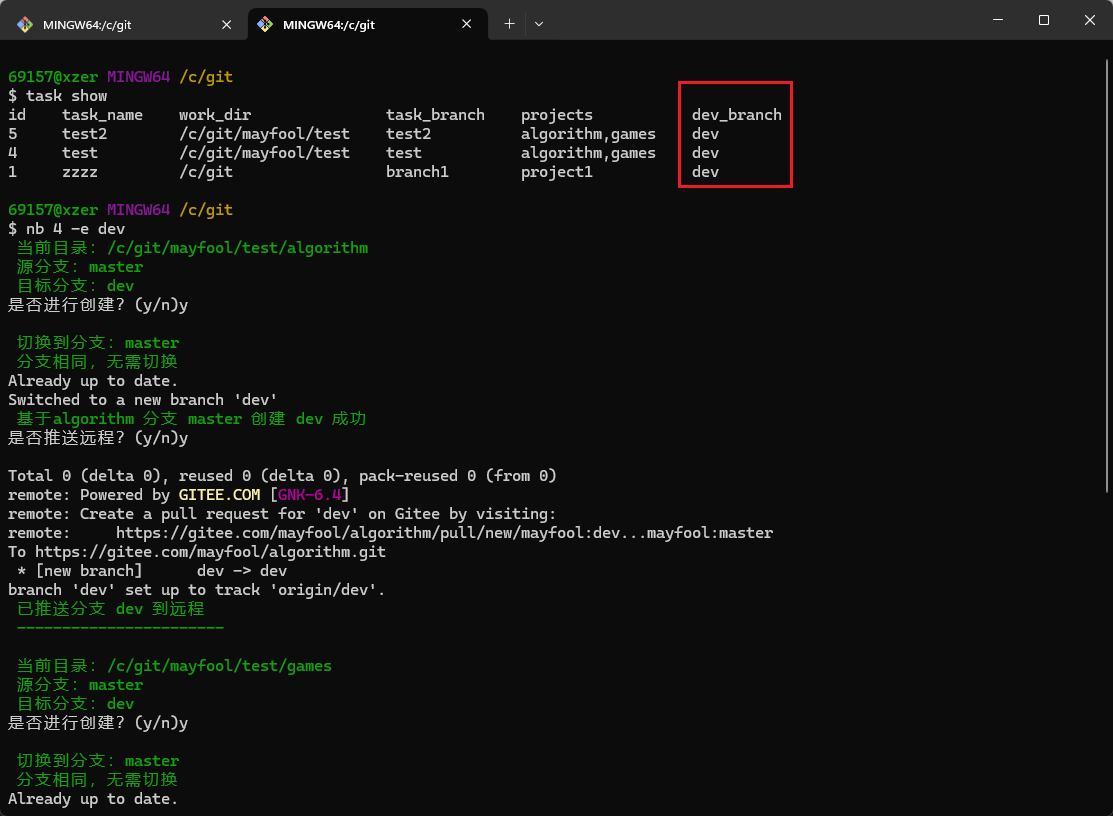 MINGW64:/c/git
MINGW64:/c/git
69157@xzer MINGW64 /c/git
$ task show
id task_name work_dir task_branch projects dev_branch
5 test2 /c/git/mayfool/test test2 algorithm,games dev
4 test /c/git/mayfool/test test algorithm,games dev
1 zzzz /c/git branch1 project1 dev
69157@xzer MINGW64 /c/git
$ nb 4 -e dev
当前目录: /c/git/mayfool/test/algorithm
源分支: master
目标分支: dev
是否进行创建? (y/n)y
切换到分支: master
分支相同, 无需切换
Already up to date.
Switched to a new branch 'dev'
基于algorithm 分支 master 创建 dev 成功
是否推送远程? (y/n)y
Total 0 (delta 0), reused 0 (delta 0), pack-reused 0 (from 0)
remote: Powered by GITEE.COM [GNK-6.4]
remote: Create a pull request for 'dev' on Gitee by visiting:
remote: https://gitee.com/mayfool/algorithm/pull/new/mayfool:dev...mayfool:master
To https://gitee.com/mayfool/algorithm.git
* [new branch] dev -> dev
branch 'dev' set up to track 'origin/dev'.
已推送分支 dev 到远程
-----------------------
当前目录: /c/git/mayfool/test/games
源分支: master
目标分支: dev
是否进行创建? (y/n)y
切换到分支: master
分支相同, 无需切换
Already up to date.